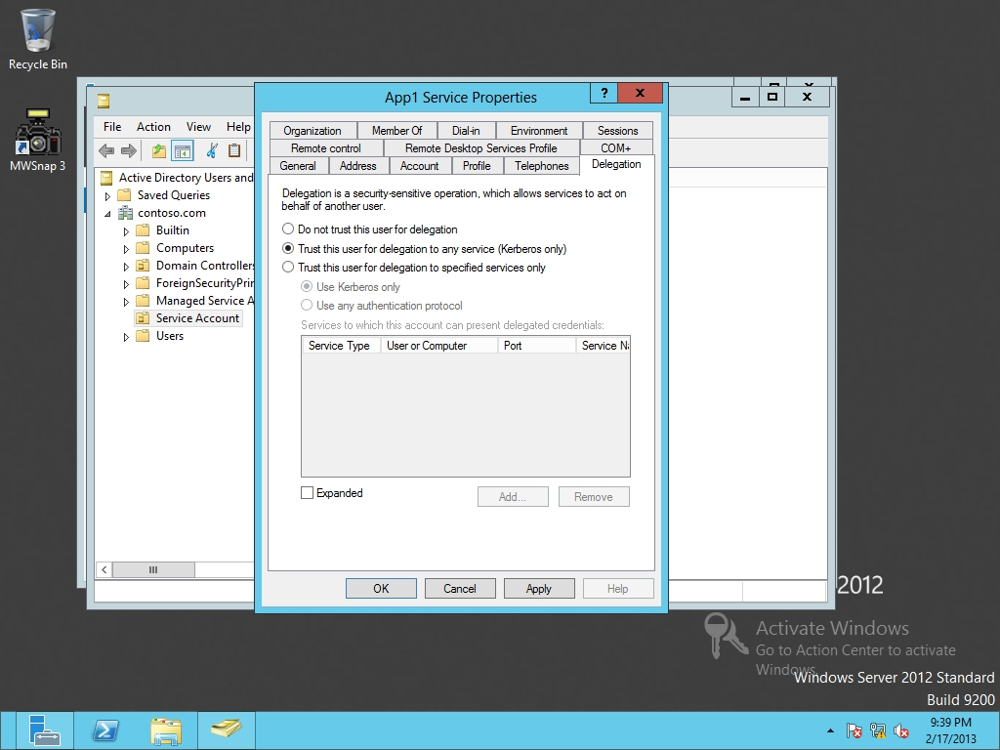 Recycle Bin
MWSnap 3
App1 Service Properties
?
File Action View Help
Active Directory Users and
Saved Queries
contoso.com
Builtin
Computers
Domain Controllers
ForeignSecurityPrin
Managed Service A
Service Account
Users
Organization Member Of Dial-in Environment Sessions
Remote control Remote Desktop Services Profile COM+
General Address Account Profile Telephones Delegation
Delegation is a security-sensitive operation, which allows services to act on
behalf of another user.
Do not trust this user for delegation
Trust this user for delegation to any service (Kerberos only)
Trust this user for delegation to specified services only
Use Kerberos only
Use any authentication protocol
Services to which this account can present delegated credentials:
Service Type User or Computer Port Service Na
Expanded
Add... Remove
OK Cancel Apply Help
2012
Activate Windows
Go to Action Center to activate
Windows.
Windows Server 2012 Standard
Build 9200
9:39 PM
2/17/2013